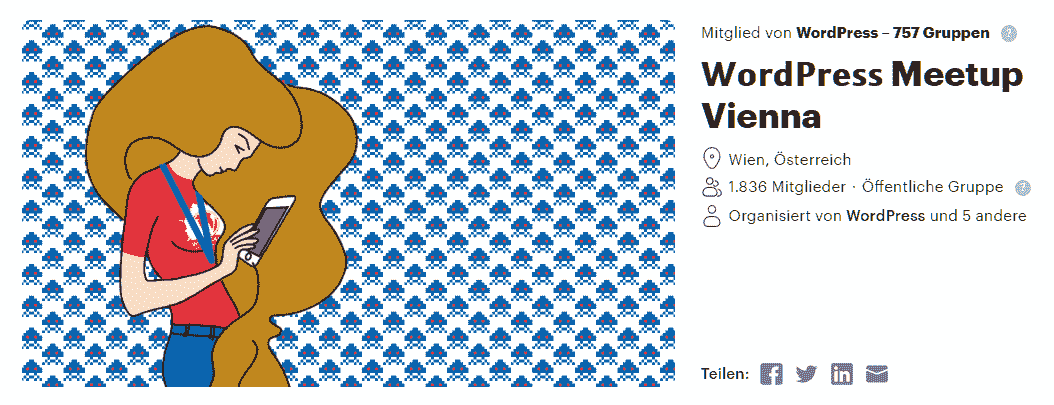 Mitglied von WordPress – 757 Gruppen
WordPress Meetup
Vienna
Wien, Österreich
1.836 Mitglieder · Öffentliche Gruppe
Organisiert von WordPress und 5 andere
Teilen: